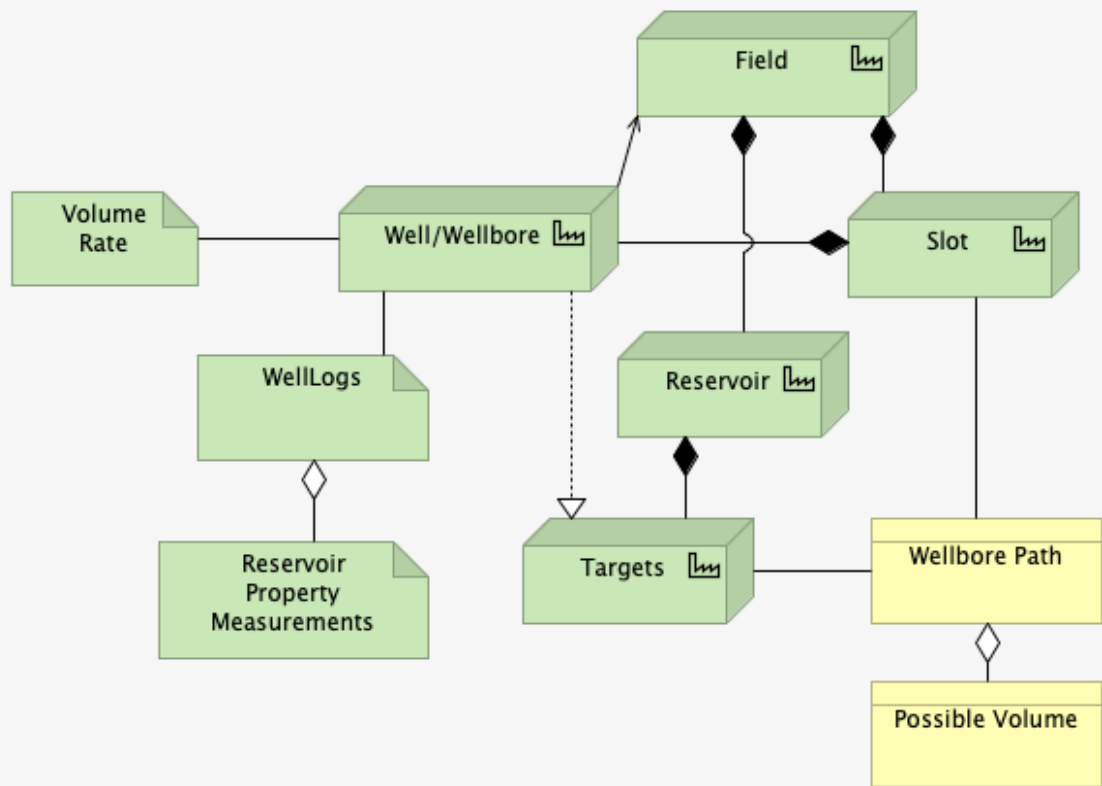 Field
Volume
Rate
Well/Wellbore
Slot
WellLogs
Reservoir
Reservoir
Property
Measurements
Targets
Wellbore Path
Possible Volume